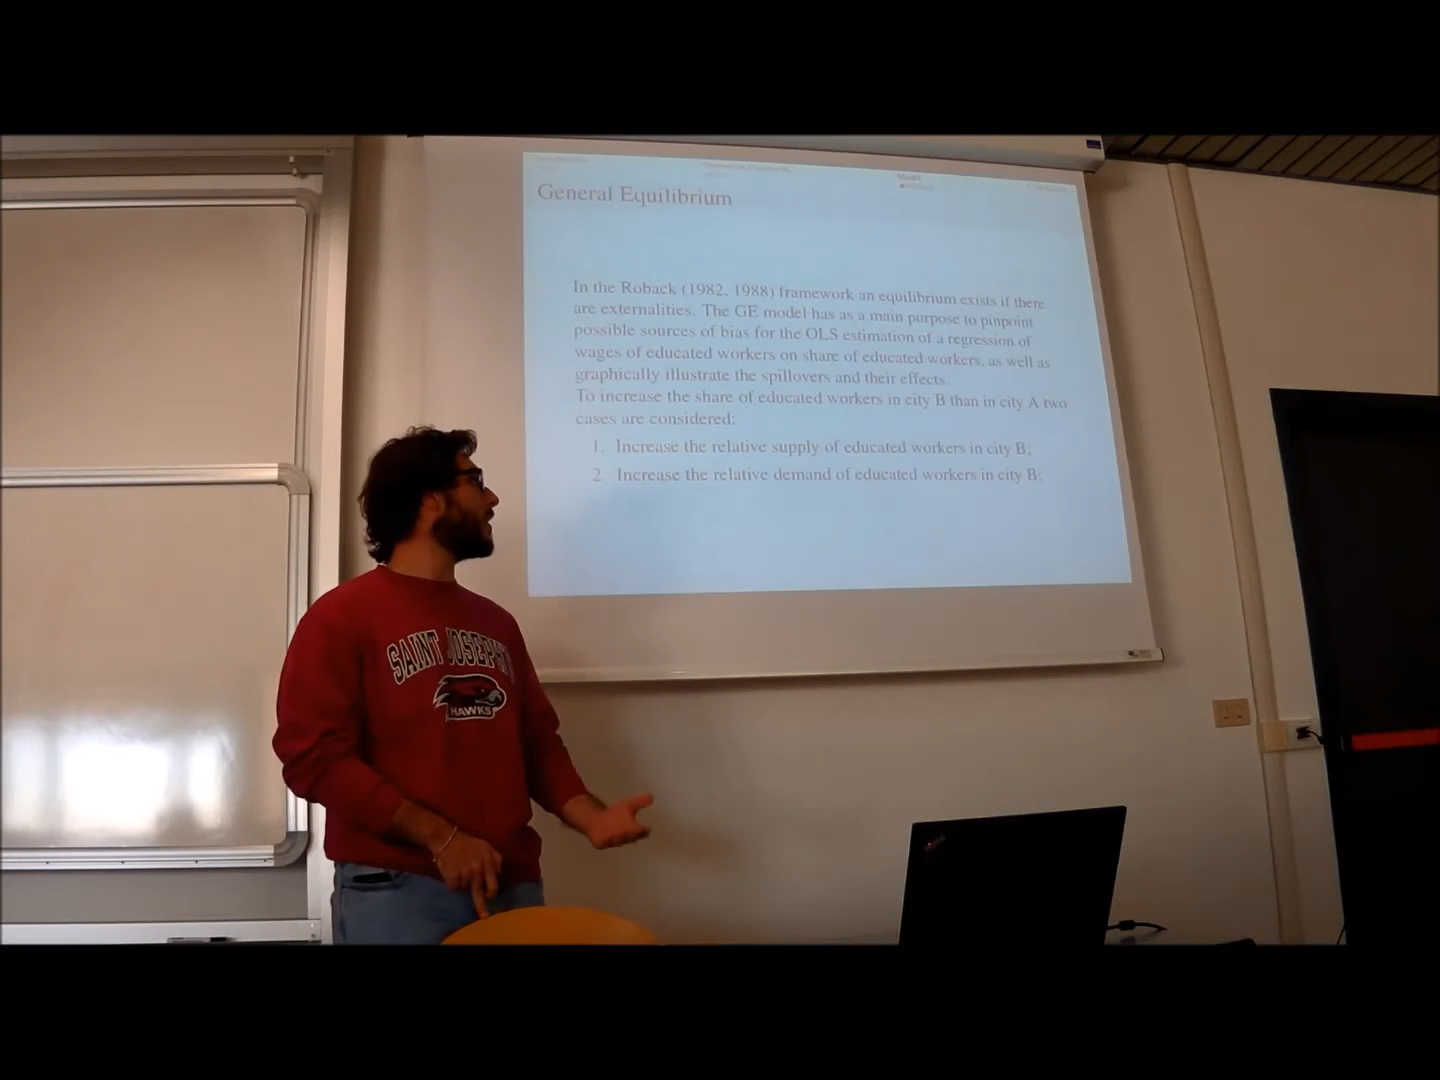 Model
General Equilibrium
In the Roback (1982, 1988) framework an equilibrium exists if there
are externalities. The GE model has as a main purpose to pinpoint
possible sources of bias for the OLS estimation of a regression of
wages of educated workers on share of educated workers, as well as
graphically illustrate the spillovers and their effects.
To increase the share of educated workers in city B than in city A two
cases are considered:
1. Increase the relative supply of educated workers in city B;
2. Increase the relative demand of educated workers in city B;
SAINT JOSEPH'S
HAWKS